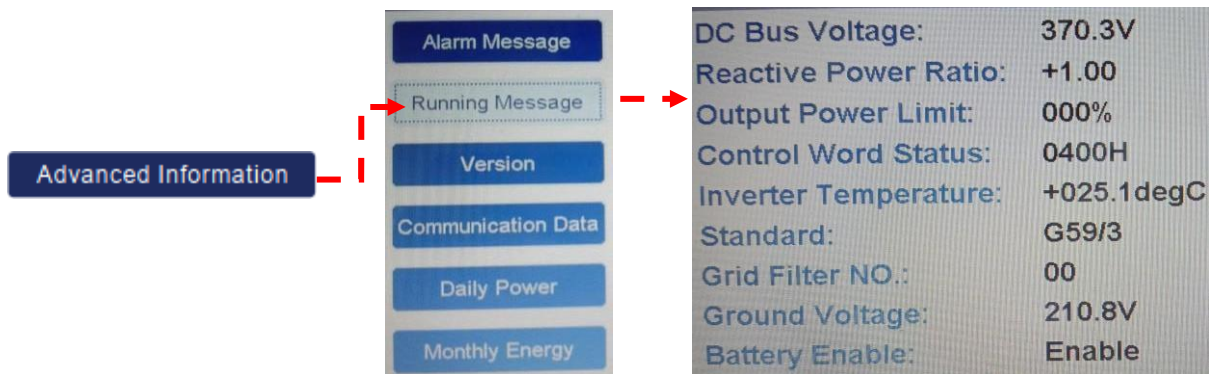 Advanced Information
Alarm Message
Running Message
Version
Communication Data
Daily Power
Monthly Energy
DC Bus Voltage: 370.3V
Reactive Power Ratio: +1.00
Output Power Limit: 000%
Control Word Status: 0400H
Inverter Temperature: +025.1degC
Standard: G59/3
Grid Filter NO.: 00
Ground Voltage: 210.8V
Battery Enable: Enable